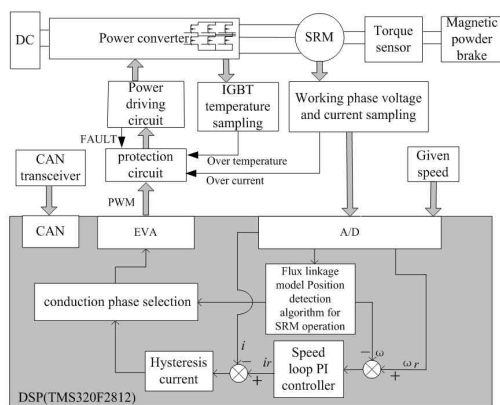 DC
Power converter
SRM
Torque
sensor
Magnetic
powder
brake
Power
driving
circuit
IGBT
temperature
sampling
Working phase voltage
and current sampling
FAULT
CAN
transceiver
protection
circuit
Over temperature
Over current
Given
speed
PWM
CAN
EVA
A/D
conduction phase selection
Flux linkage
model Position
detection
algorithm for
SRM operation
i
−
ω
ω r
Hysteresis
current
−
+
ir
Speed
loop PI
controller
−
+
DSP(TMS320F2812)